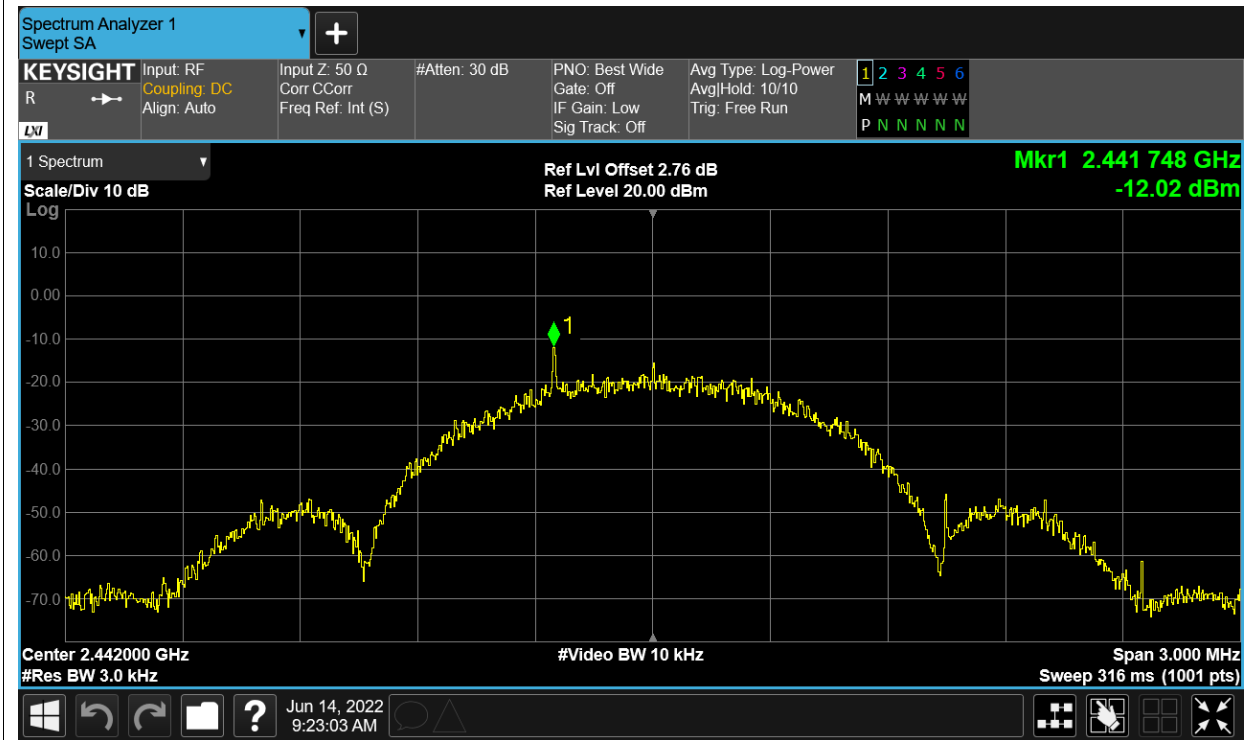 Spectrum Analyzer 1
Swept SA
KEYSIGHT
R
LXI
Input: RF
Coupling: DC
Align: Auto
Input Z: 50 Ω
Corr CCorr
Freq Ref: Int (S)
#Atten: 30 dB
PNO: Best Wide
Gate: Off
IF Gain: Low
Sig Track: Off
Avg Type: Log-Power
Avg|Hold: 10/10
Trig: Free Run
1 2 3 4 5 6
M W W W W W
P N N N N N
1 Spectrum
Scale/Div 10 dB
Log
Ref Lvl Offset 2.76 dB
Ref Level 20.00 dBm
Mkr1 2.441 748 GHz
-12.02 dBm
10.0
0.00
1
-10.0
-20.0
-30.0
-40.0
-50.0
-60.0
-70.0
Center 2.442000 GHz
#Video BW 10 kHz
Span 3.000 MHz
#Res BW 3.0 kHz
Sweep 316 ms (1001 pts)
?
Jun 14, 2022
9:23:03 AM